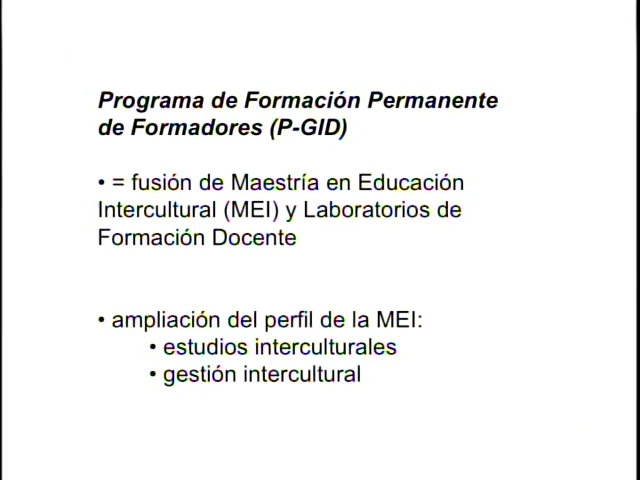 Programa de Formación Permanente
de Formadores (P-GID)
• = fusión de Maestría en Educación
Intercultural (MEI) y Laboratorios de
Formación Docente
• ampliación del perfil de la MEI:
• estudios interculturales
• gestión intercultural